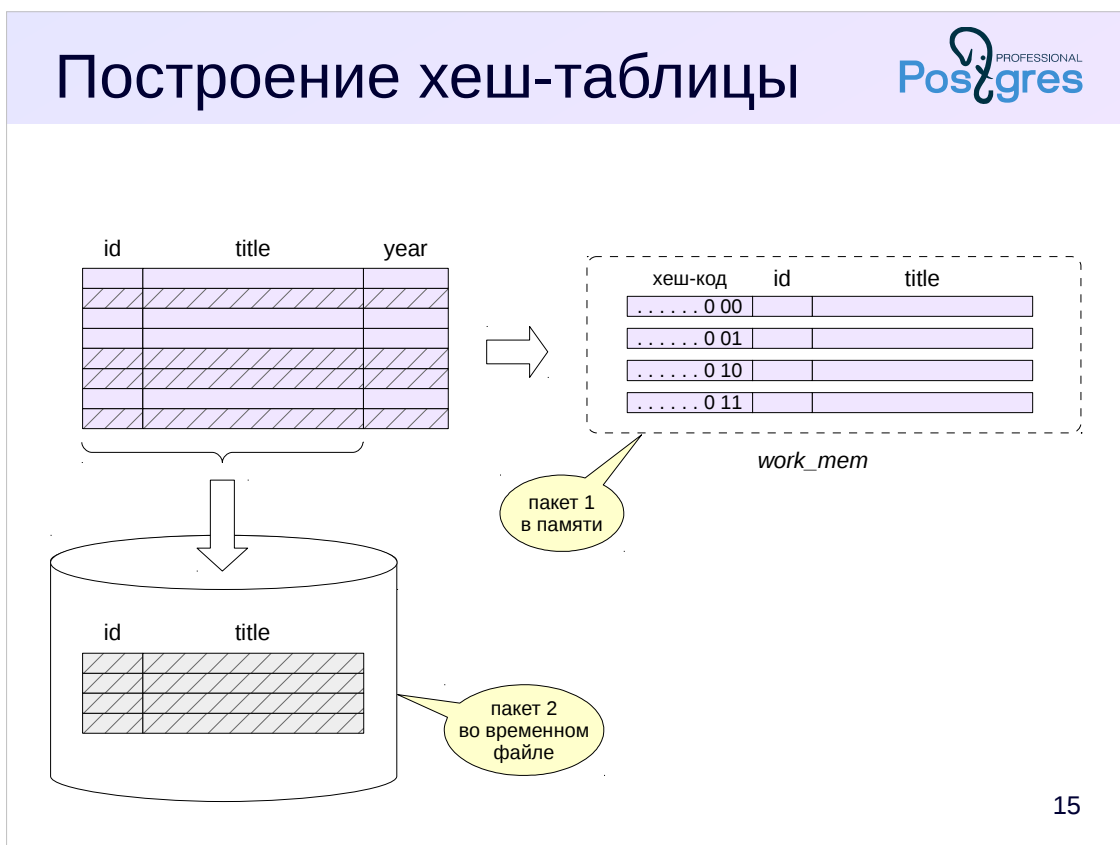 Построение хеш-таблицы
PROFESSIONAL
Postgres
id title year
хеш-код id title
. . . . . . 0 00
. . . . . . 0 01
. . . . . . 0 10
. . . . . . 0 11
work_mem
пакет 1
в памяти
id title
пакет 2
во временном
файле
15